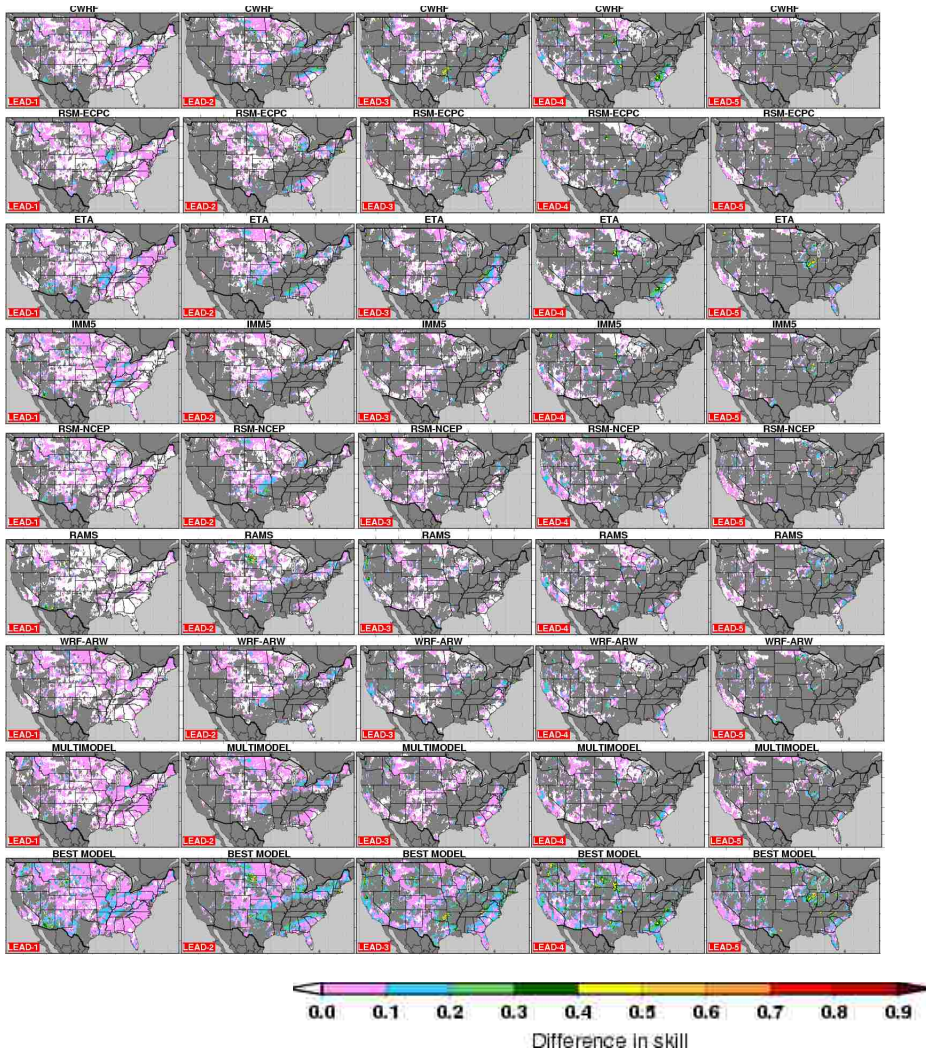 CWRF CWRF CWRF CWRF CWRF
LEAD-1 LEAD-2 LEAD-3 LEAD-4 LEAD-5
RSM-ECPC RSM-ECPC RSM-ECPC RSM-ECPC RSM-ECPC
LEAD-1 LEAD-2 LEAD-3 LEAD-4 LEAD-5
ETA ETA ETA ETA ETA
LEAD-1 LEAD-2 LEAD-3 LEAD-4 LEAD-5
IMM5 IMM5 IMM5 IMM5 IMM5
LEAD-1 LEAD-2 LEAD-3 LEAD-4 LEAD-5
RSM-NCEP RSM-NCEP RSM-NCEP RSM-NCEP RSM-NCEP
LEAD-1 LEAD-2 LEAD-3 LEAD-4 LEAD-5
RAMS RAMS RAMS RAMS RAMS
LEAD-1 LEAD-2 LEAD-3 LEAD-4 LEAD-5
WRF-ARW WRF-ARW WRF-ARW WRF-ARW WRF-ARW
LEAD-1 LEAD-2 LEAD-3 LEAD-4 LEAD-5
MULTIMODEL MULTIMODEL MULTIMODEL MULTIMODEL MULTIMODEL
LEAD-1 LEAD-2 LEAD-3 LEAD-4 LEAD-5
BEST MODEL BEST MODEL BEST MODEL BEST MODEL BEST MODEL
LEAD-1 LEAD-2 LEAD-3 LEAD-4 LEAD-5
0.0 0.1 0.2 0.3 0.4 0.5 0.6 0.7 0.8 0.9
Difference in skill